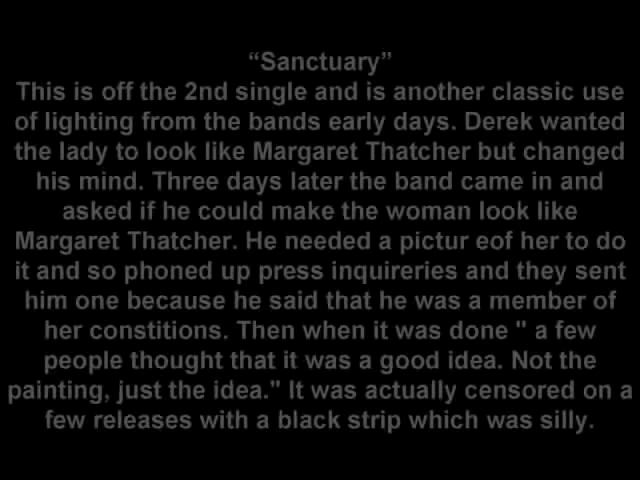 “Sanctuary”
This is off the 2nd single and is another classic use
of lighting from the bands early days. Derek wanted
the lady to look like Margaret Thatcher but changed
his mind. Three days later the band came in and
asked if he could make the woman look like
Margaret Thatcher. He needed a pictur eof her to do
it and so phoned up press inquireries and they sent
him one because he said that he was a member of
her constitions. Then when it was done " a few
people thought that it was a good idea. Not the
painting, just the idea." It was actually censored on a
few releases with a black strip which was silly.